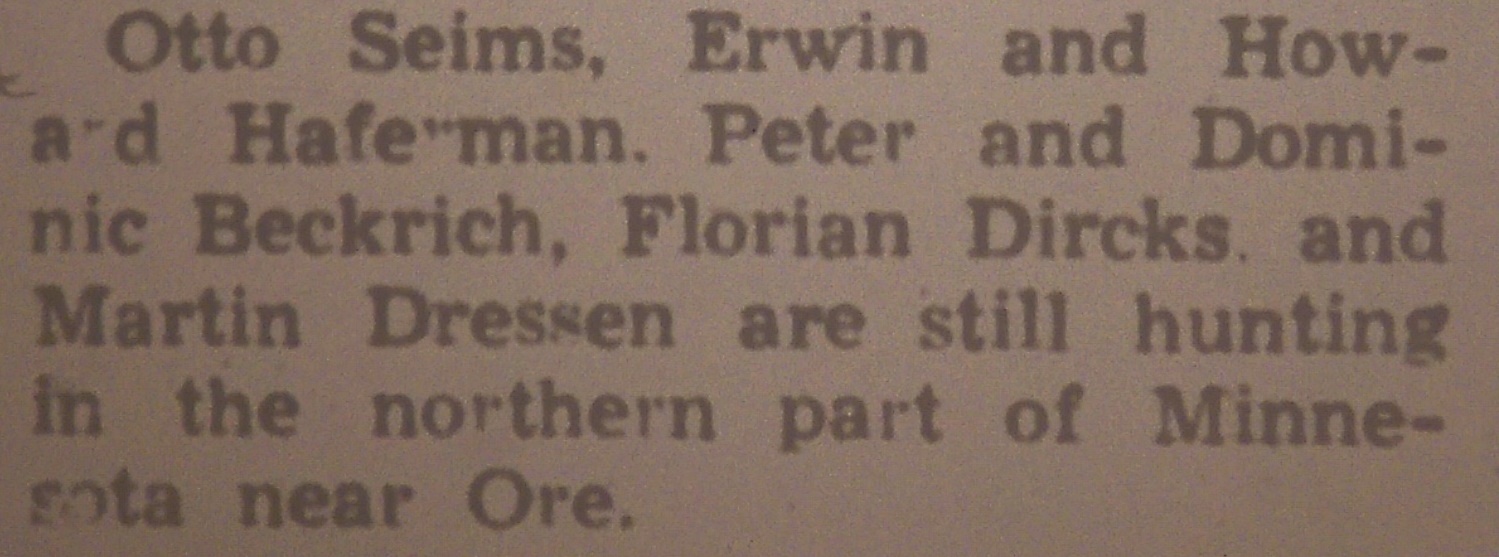 Otto Seims, Erwin and How-
ard Haferman. Peter and Domi-
nic Beckrich, Florian Dircks. and
Martin Dressen are still hunting
in the northern part of Minne-
sota near Ore.